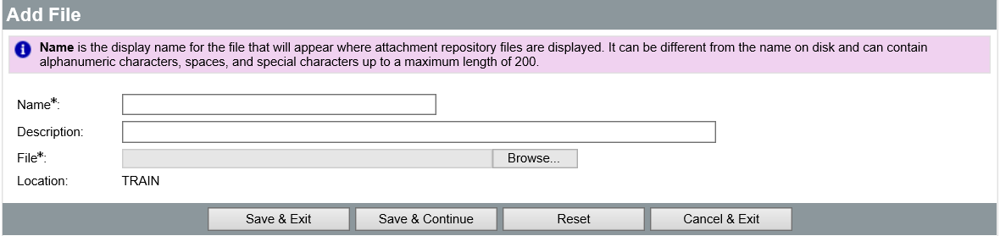 Add File
Name is the display name for the file that will appear where attachment repository files are displayed. It can be different from the name on disk and can contain
alphanumeric characters, spaces, and special characters up to a maximum length of 200.
Name*:
Description:
File*: Browse...
Location: TRAIN
Save & Exit Save & Continue Reset Cancel & Exit